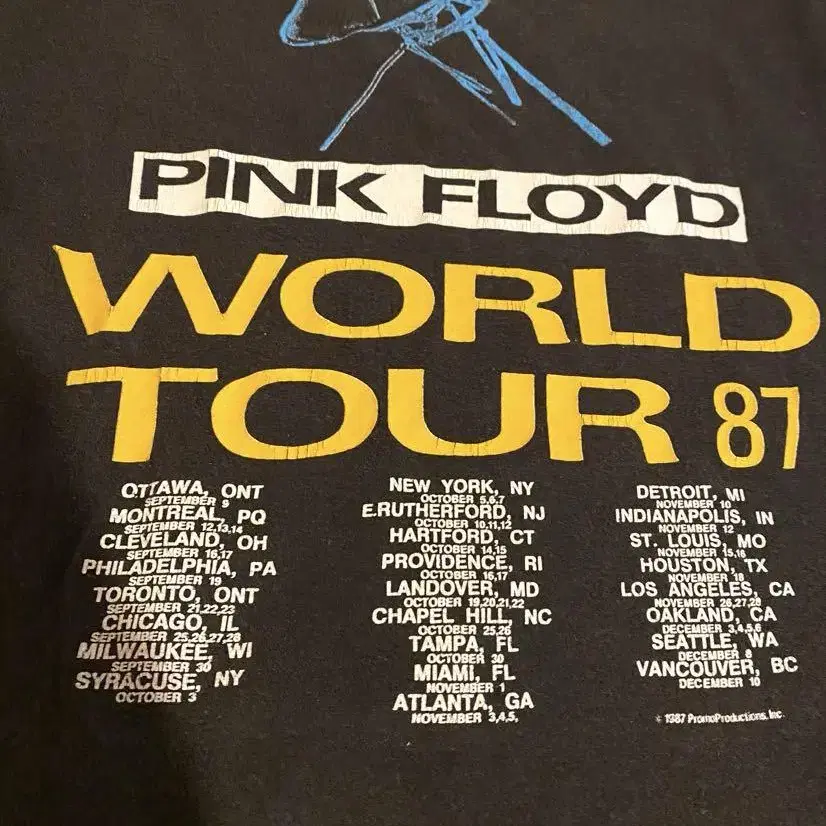 PINK FLOYD
WORLD
TOUR 87
OTTAWA, ONT
SEPTEMBER 9
MONTREAL, PQ
SEPTEMBER 12,13,14
CLEVELAND, OH
SEPTEMBER 16,17
PHILADELPHIA, PA
SEPTEMBER 19
TORONTO, ONT
SEPTEMBER 21,22,23
CHICAGO, IL
SEPTEMBER 25,26,27,28
MILWAUKEE, WI
SEPTEMBER 30
SYRACUSE, NY
OCTOBER 3
NEW YORK, NY
OCTOBER 5,6,7
E.RUTHERFORD, NJ
OCTOBER 10,11,12
HARTFORD, CT
OCTOBER 14,15
PROVIDENCE, RI
OCTOBER 16,17
LANDOVER, MD
OCTOBER 19,20,21,22
CHAPEL HILL, NC
OCTOBER 25,26
TAMPA, FL
OCTOBER 30
MIAMI, FL
NOVEMBER 1
ATLANTA, GA
NOVEMBER 3,4,5,
DETROIT, MI
NOVEMBER 10
INDIANAPOLIS, IN
NOVEMBER 12
ST. LOUIS, MO
NOVEMBER 15,16
HOUSTON, TX
NOVEMBER 18
LOS ANGELES, CA
NOVEMBER 26,27,28
OAKLAND, CA
DECEMBER 3,4,5,6
SEATTLE, WA
DECEMBER 8
VANCOUVER, BC
DECEMBER 10
© 1987 PromoProductions, Inc.